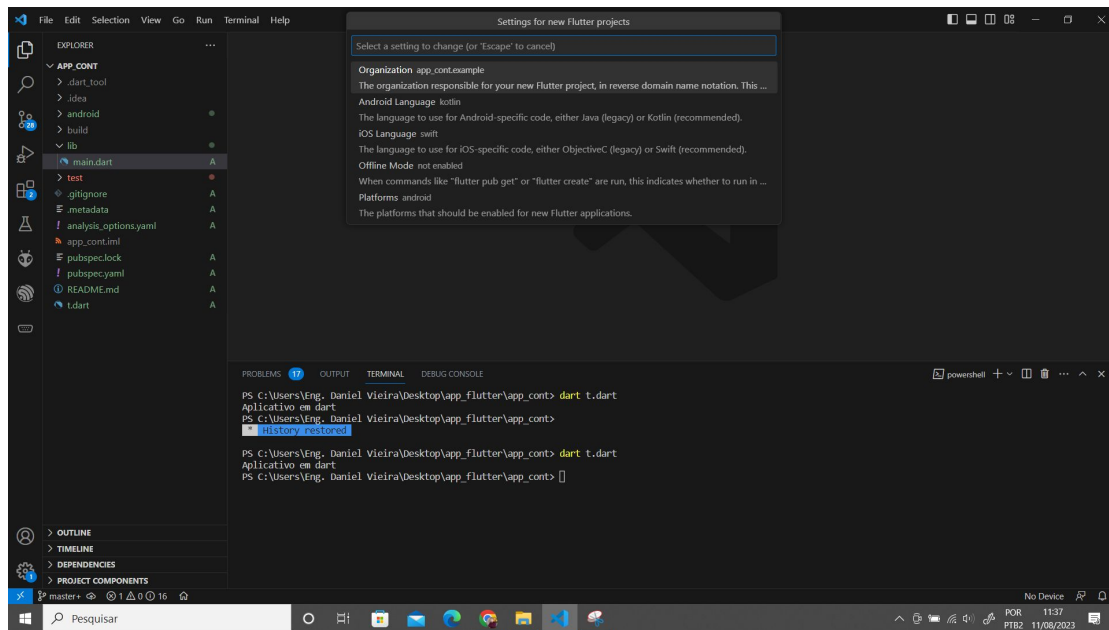 File Edit Selection View Go Run Terminal Help
Settings for new Flutter projects
Select a setting to change (or 'Escape' to cancel)
Organization app_cont.example
The organization responsible for your new Flutter project, in reverse domain name notation. This ...
Android Language kotlin
The language to use for Android-specific code, either Java (legacy) or Kotlin (recommended).
iOS Language swift
The language to use for iOS-specific code, either ObjectiveC (legacy) or Swift (recommended).
Offline Mode not enabled
When commands like "flutter pub get" or "flutter create" are run, this indicates whether to run in ...
Platforms android
The platforms that should be enabled for new Flutter applications.
EXPLORER
APP_CONT
.dart_tool
.idea
android
build
lib
main.dart A
test
.gitignore A
.metadata A
analysis_options.yaml A
app_cont.iml
pubspec.lock A
pubspec.yaml A
README.md A
t.dart A
28
2
OUTLINE
TIMELINE
DEPENDENCIES
PROJECT COMPONENTS
1
PROBLEMS 17 OUTPUT TERMINAL DEBUG CONSOLE
powershell
PS C:\Users\Eng. Daniel Vieira\Desktop\app_flutter\app_cont> dart t.dart
Aplicativo em dart
PS C:\Users\Eng. Daniel Vieira\Desktop\app_flutter\app_cont>
* History restored
PS C:\Users\Eng. Daniel Vieira\Desktop\app_flutter\app_cont> dart t.dart
Aplicativo em dart
PS C:\Users\Eng. Daniel Vieira\Desktop\app_flutter\app_cont>
master+ 1 0 16
No Device
Pesquisar
POR
PTB2
11:37
11/08/2023